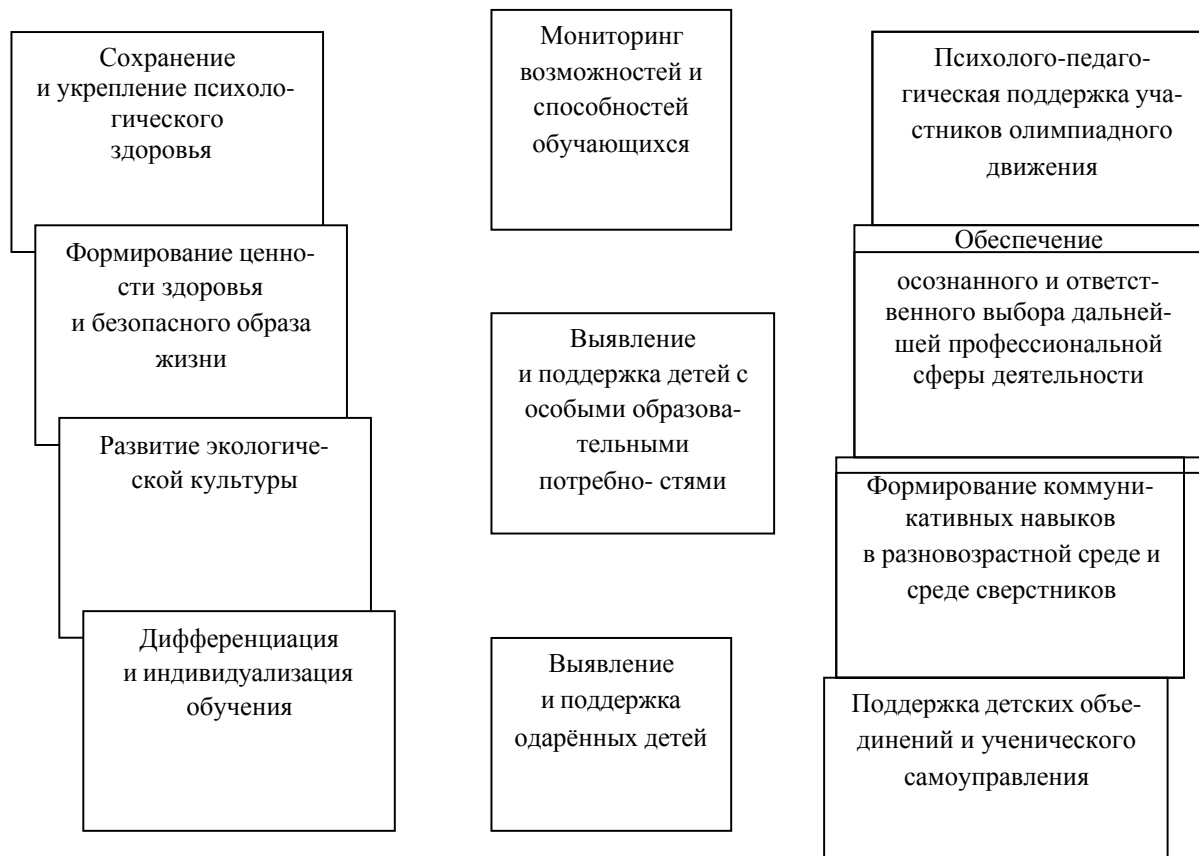 Сохранение
и укрепление психоло-
гического
здоровья
Формирование ценно-
сти здоровья
и безопасного образа
жизни
Развитие экологиче-
ской культуры
Дифференциация
и индивидуализация
обучения
Мониторинг
возможностей и
способностей
обучающихся
Выявление
и поддержка детей с
особыми образова-
тельными
потребно- стями
Выявление
и поддержка
одарённых детей
Психолого-педаго-
гическая поддержка уча-
стников олимпиадного
движения
Обеспечение
осознанного и ответст-
венного выбора дальней-
шей профессиональной
сферы деятельности
Формирование коммуни-
кативных навыков
в разновозрастной среде и
среде сверстников
Поддержка детских объе-
динений и ученического
самоуправления